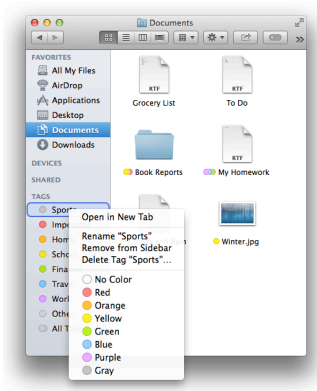 Documents
FAVORITES
All My Files
AirDrop
Applications
Desktop
Documents
Downloads
DEVICES
SHARED
TAGS
Sports
RTF
Grocery List
RTF
To Do
Book Reports
RTF
My Homework
Winter.jpg
Open in New Tab
Rename "Sports"
Remove from Sidebar
Delete Tag "Sports"...
No Color
Red
Orange
Yellow
Green
Blue
Purple
Gray